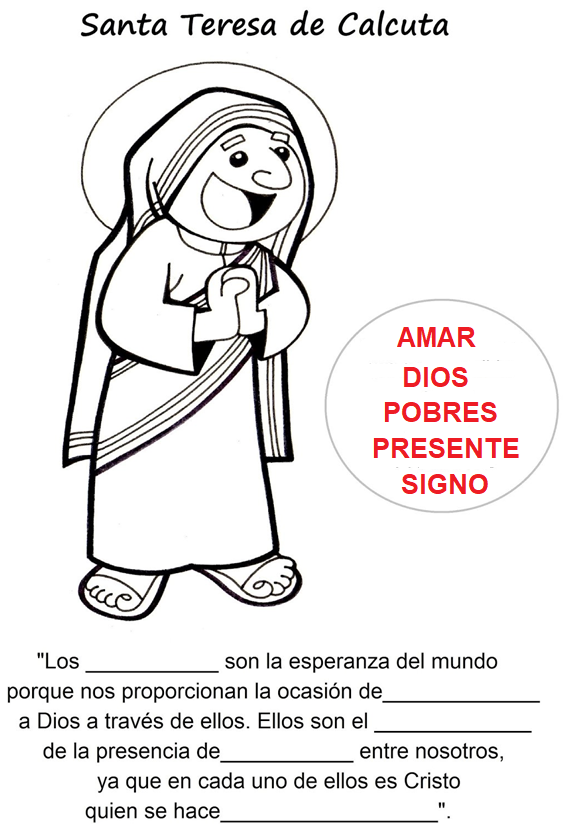 Santa Teresa de Calcuta
AMAR
DIOS
POBRES
PRESENTE
SIGNO
"Los ___________ son la esperanza del mundo
porque nos proporcionan la ocasión de_____________
a Dios a través de ellos. Ellos son el _____________
de la presencia de___________ entre nosotros,
ya que en cada uno de ellos es Cristo
quien se hace__________________".